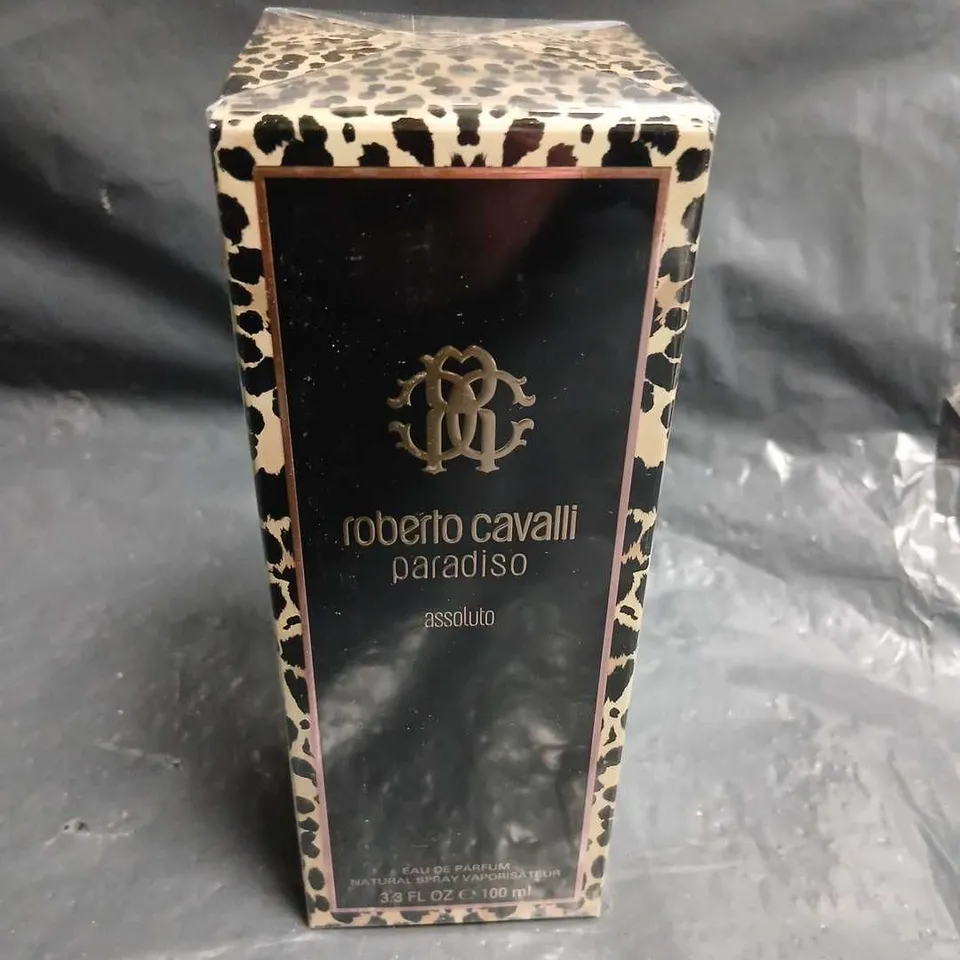 roberto cavalli
paradiso
assoluto
EAU DE PARFUM
NATURAL SPRAY VAPORISATEUR
3.3 FL OZ ℮ 100 ml